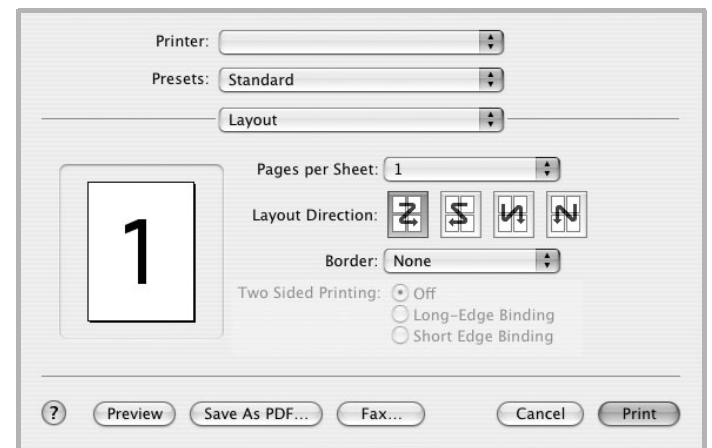 Printer:
Presets: Standard
Layout
Pages per Sheet: 1
1
Layout Direction:
Border: None
Two Sided Printing: Off
Long-Edge Binding
Short Edge Binding
? Preview Save As PDF... Fax... Cancel Print